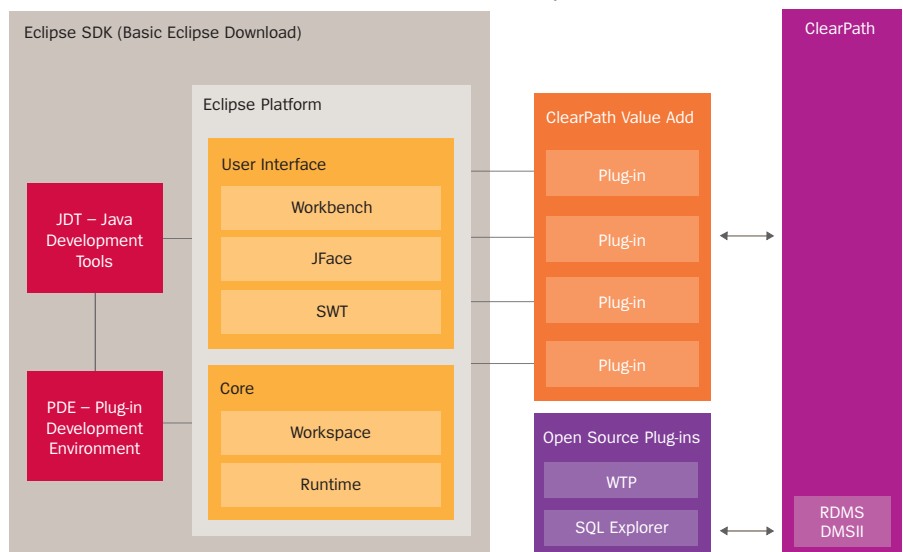 Eclipse SDK (Basic Eclipse Download)
JDT – Java
Development
Tools
PDE – Plug-in
Development
Environment
Eclipse Platform
User Interface
Workbench
JFace
SWT
Core
Workspace
Runtime
ClearPath Value Add
Plug-in
Plug-in
Plug-in
Plug-in
Open Source Plug-ins
WTP
SQL Explorer
ClearPath
RDMS
DMSII